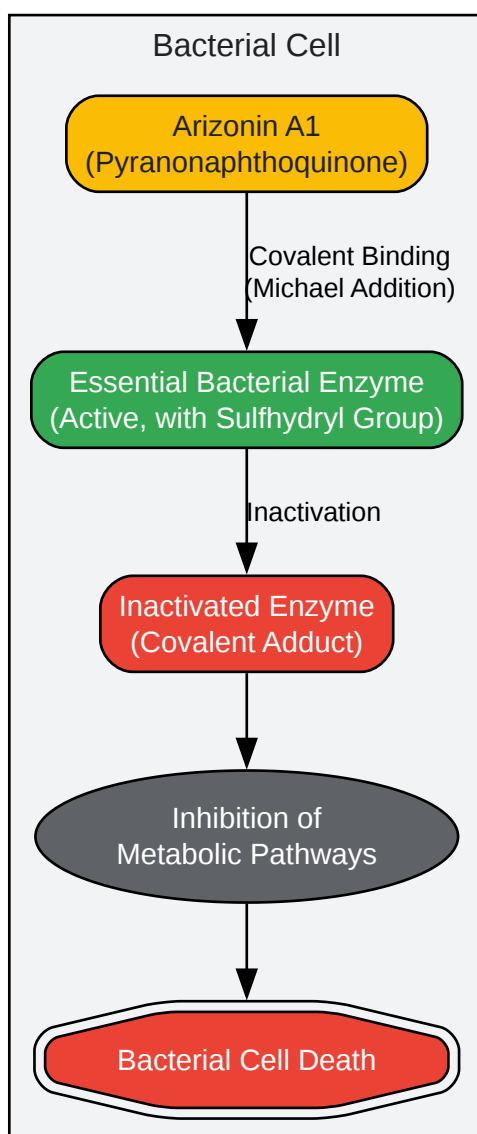 Bacterial Cell
Arizonin A1
(Pyranonaphthoquinone)
Covalent Binding
(Michael Addition)
Essential Bacterial Enzyme
(Active, with Sulfhydryl Group)
Inactivation
Inactivated Enzyme
(Covalent Adduct)
Inhibition of
Metabolic Pathways
Bacterial Cell Death